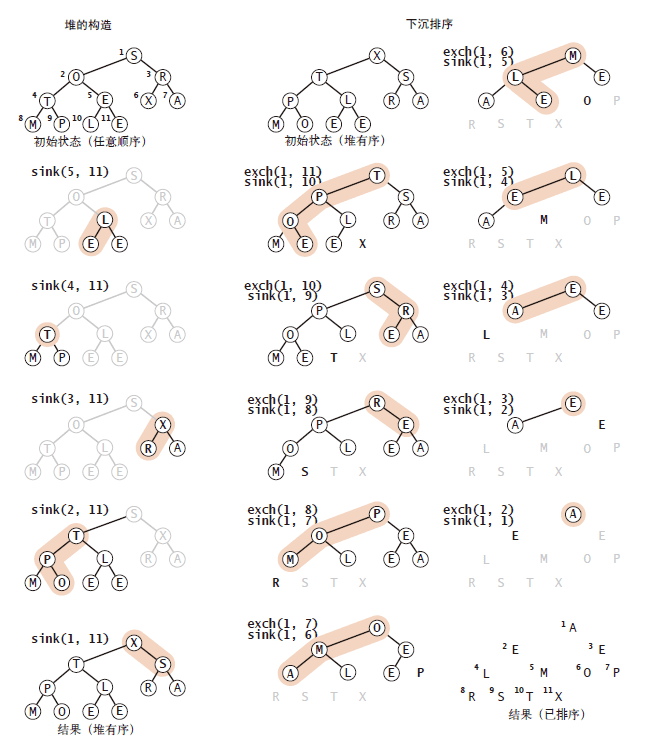 堆的构造
1 S
2 O 3 R
4 T 5 E 6 X 7 A
8 M 9 P 10 L 11 E
初始状态（任意顺序）
sink(5, 11)
S
O R
T L X A
M P E E
sink(4, 11)
S
O R
T L X A
M P E E
sink(3, 11)
S
O X
T L R A
M P E E
sink(2, 11)
S
T X
P L R A
M O E E
sink(1, 11)
X
T S
P L R A
M O E E
结果（堆有序）
下沉排序
X
T S
P L R A
M O E E
初始状态（堆有序）
exch(1, 11)
sink(1, 10)
T
P S
O L R A
M E E X
exch(1, 10)
sink(1, 9)
S
P R
O L E A
M E T X
exch(1, 9)
sink(1, 8)
R
P E
O L E A
M S T X
exch(1, 8)
sink(1, 7)
P
O E
M L E A
R S T X
exch(1, 7)
sink(1, 6)
O
M E
A L E P
R S T X
exch(1, 6)
sink(1, 5)
M
L E
A E O P
R S T X
exch(1, 5)
sink(1, 4)
L
E E
A M O P
R S T X
exch(1, 4)
sink(1, 3)
E
A E
L M O P
R S T X
exch(1, 3)
sink(1, 2)
E
A E
L M O P
R S T X
exch(1, 2)
sink(1, 1)
A
E E
L M O P
R S T X
1 A
2 E 3 E
4 L 5 M 6 O 7 P
8 R 9 S 10 T 11 X
结果（已排序）